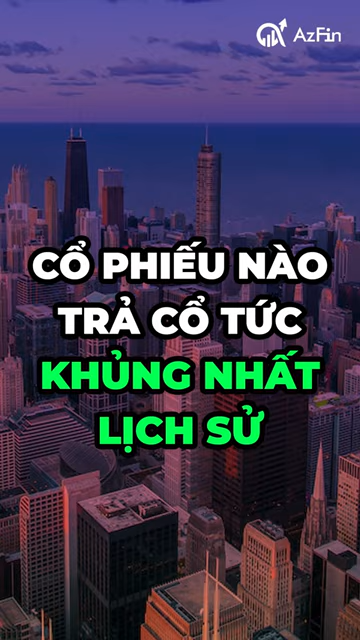 AzFin
CỔ PHIẾU NÀO
TRẢ CỔ TỨC
KHỦNG NHẤT
LỊCH SỬ